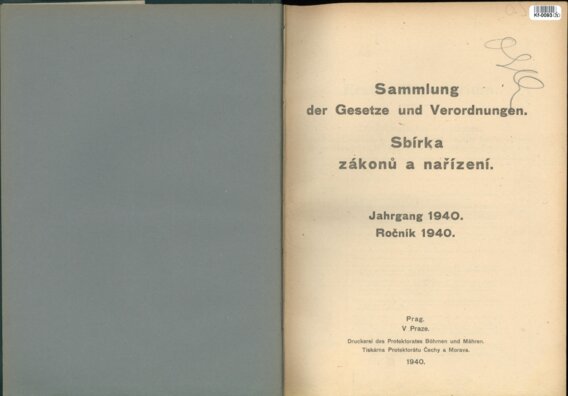 Sammlung
der Gesetze und Verordnungen.
Sbírka
zákonů a nařízení.
Jahrgang 1940.
Ročník 1940.
Prag.
V Praze.
Druckerei des Protektorates Böhmen und Mähren.
Tiskárna Protektorátu Čechy a Morava.
1940.